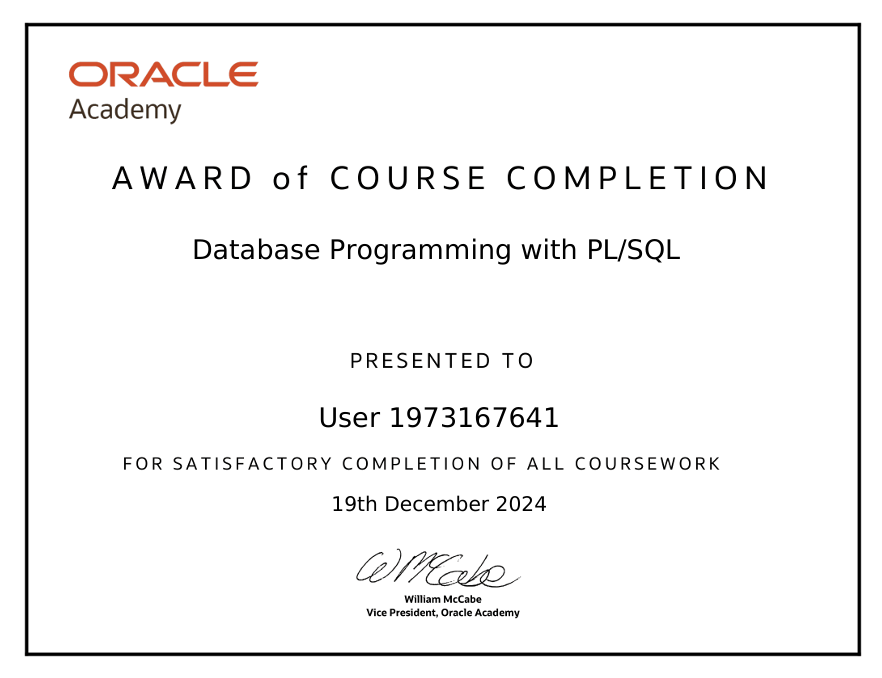 ORACLE
Academy
AWARD of COURSE COMPLETION
Database Programming with PL/SQL
PRESENTED TO
User 1973167641
FOR SATISFACTORY COMPLETION OF ALL COURSEWORK
19th December 2024
W McCabe
William McCabe
Vice President, Oracle Academy